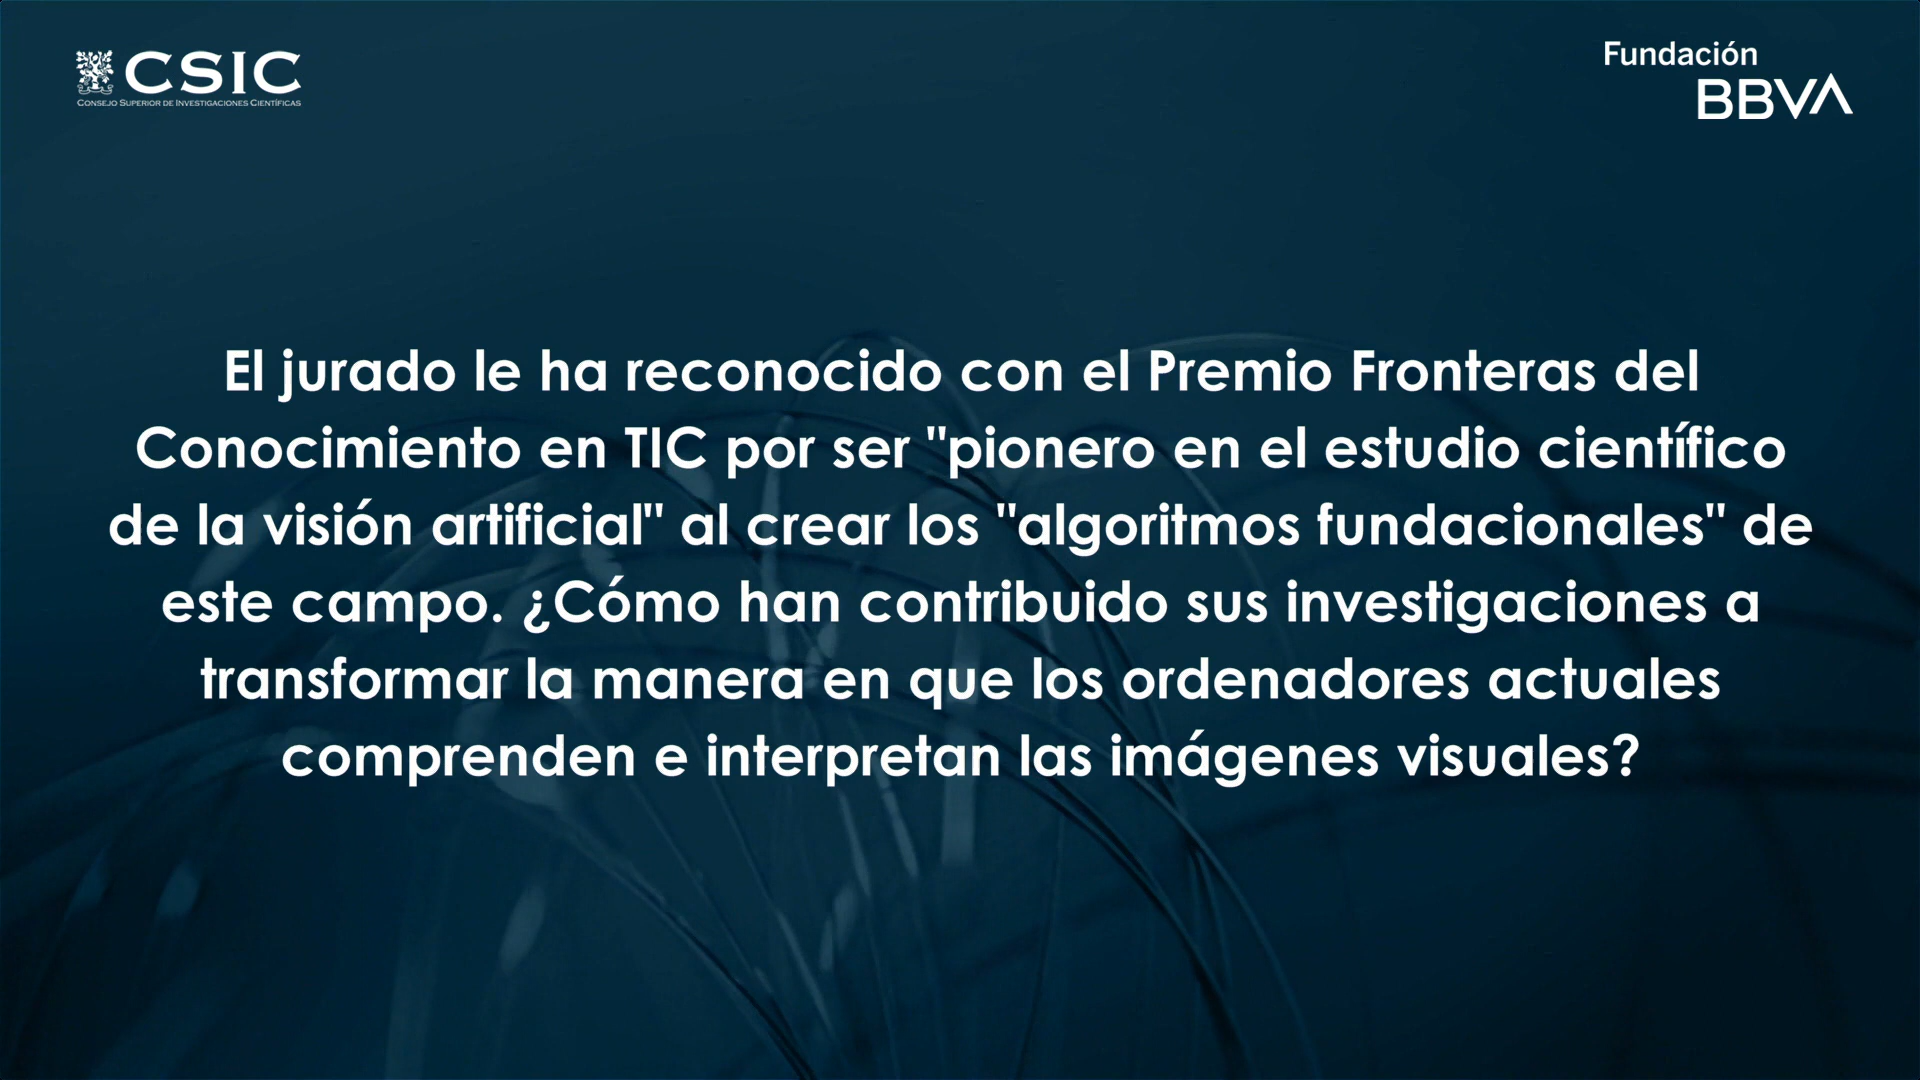 CSIC
CONSEJO SUPERIOR DE INVESTIGACIONES CIENTÍFICAS
Fundación
BBVA
El jurado le ha reconocido con el Premio Fronteras del
Conocimiento en TIC por ser "pionero en el estudio científico
de la visión artificial" al crear los "algoritmos fundacionales" de
este campo. ¿Cómo han contribuido sus investigaciones a
transformar la manera en que los ordenadores actuales
comprenden e interpretan las imágenes visuales?